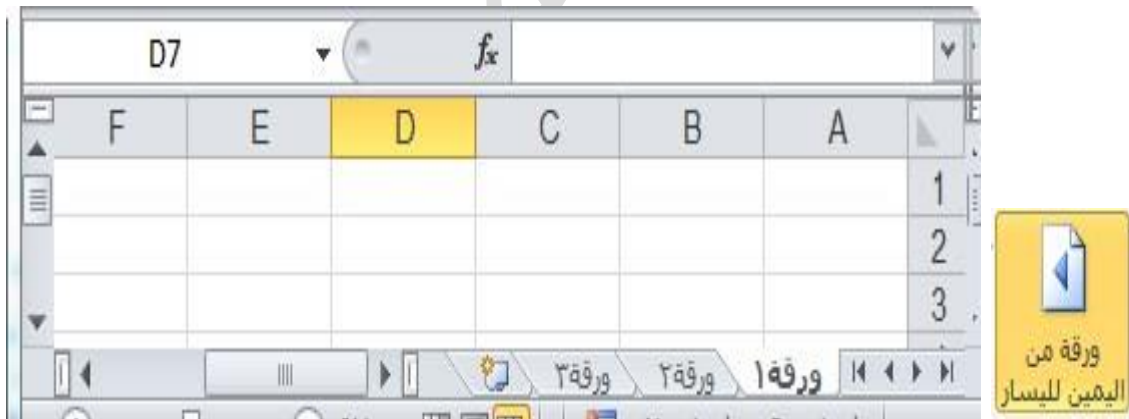 D7 fx
F E D C B A
1
2
3
ورقة١ ورقة٢ ورقة٣
ورقة من
اليمين لليسار